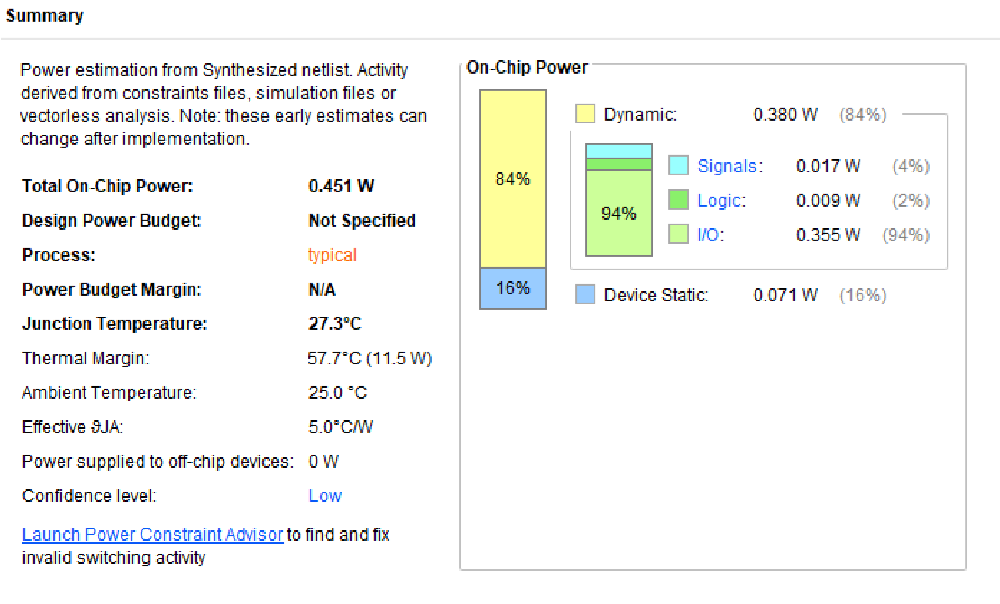 Summary
Power estimation from Synthesized netlist. Activity
derived from constraints files, simulation files or
vectorless analysis. Note: these early estimates can
change after implementation.
Total On-Chip Power: 0.451 W
Design Power Budget: Not Specified
Process: typical
Power Budget Margin: N/A
Junction Temperature: 27.3°C
Thermal Margin: 57.7°C (11.5 W)
Ambient Temperature: 25.0 °C
Effective ϑJA: 5.0°C/W
Power supplied to off-chip devices: 0 W
Confidence level: Low
Launch Power Constraint Advisor to find and fix
invalid switching activity
On-Chip Power
84%
16%
Dynamic: 0.380 W (84%)
94%
Signals: 0.017 W (4%)
Logic: 0.009 W (2%)
I/O: 0.355 W (94%)
Device Static: 0.071 W (16%)